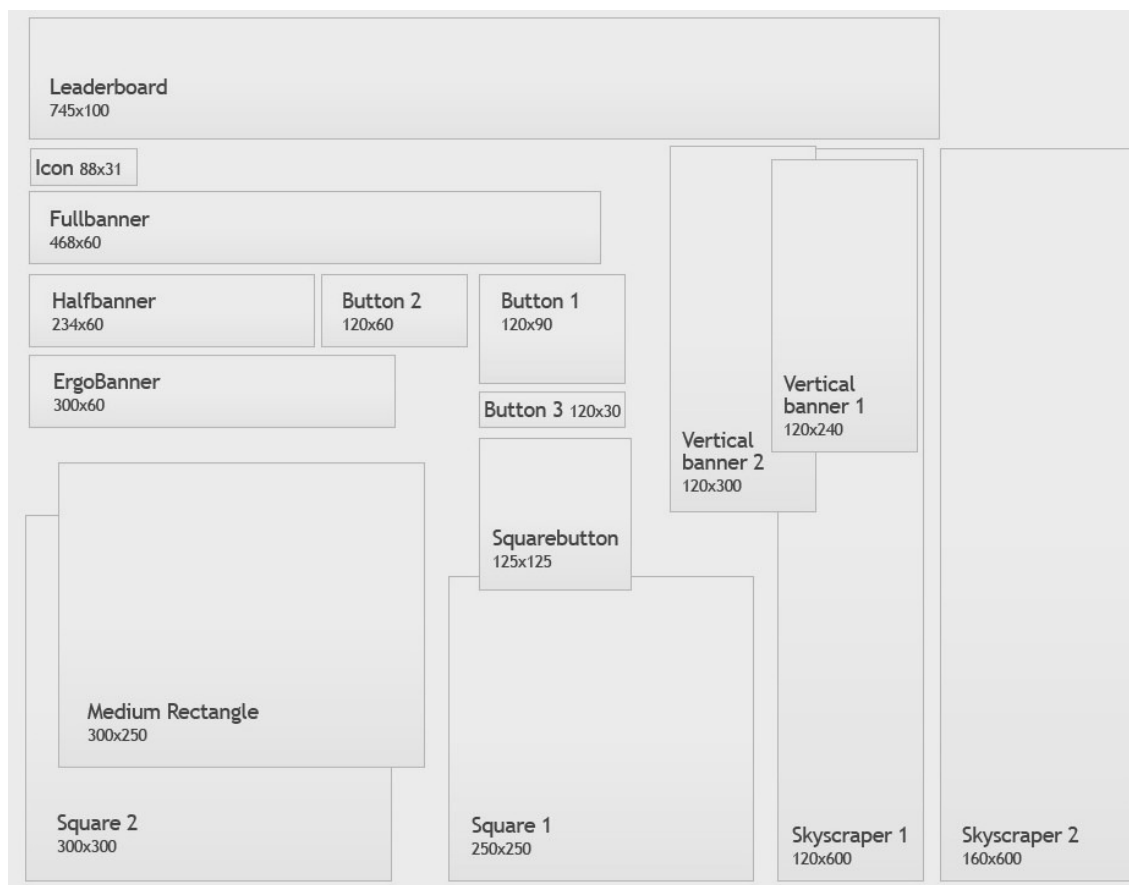 Leaderboard
745x100
Icon 88x31
Fullbanner
468x60
Halfbanner
234x60
Button 2
120x60
Button 1
120x90
ErgoBanner
300x60
Button 3 120x30
Vertical
banner 1
120x240
Vertical
banner 2
120x300
Squarebutton
125x125
Medium Rectangle
300x250
Square 2
300x300
Square 1
250x250
Skyscraper 1
120x600
Skyscraper 2
160x600